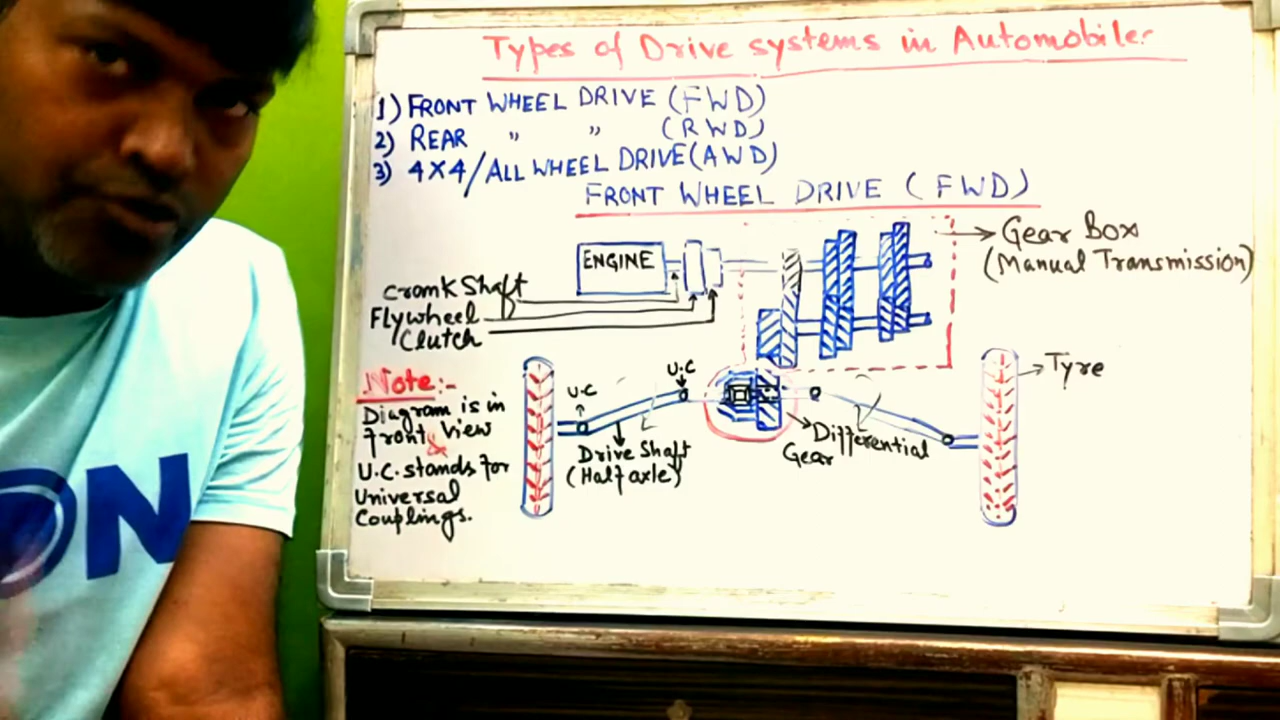 Types of Drive systems in Automobiles
1) FRONT WHEEL DRIVE (FWD)
2) REAR " " (RWD)
3) 4X4/ALL WHEEL DRIVE(AWD)
FRONT WHEEL DRIVE (FWD)
Gear Box
(Manual Transmission)
ENGINE
Crank Shaft
Flywheel
Clutch
U.C
U.C
Tyre
Note:-
Diagram is in
front view
&
U.C. stands for
Universal
Couplings.
Drive Shaft
(Half axle)
Differential
Gear
ON